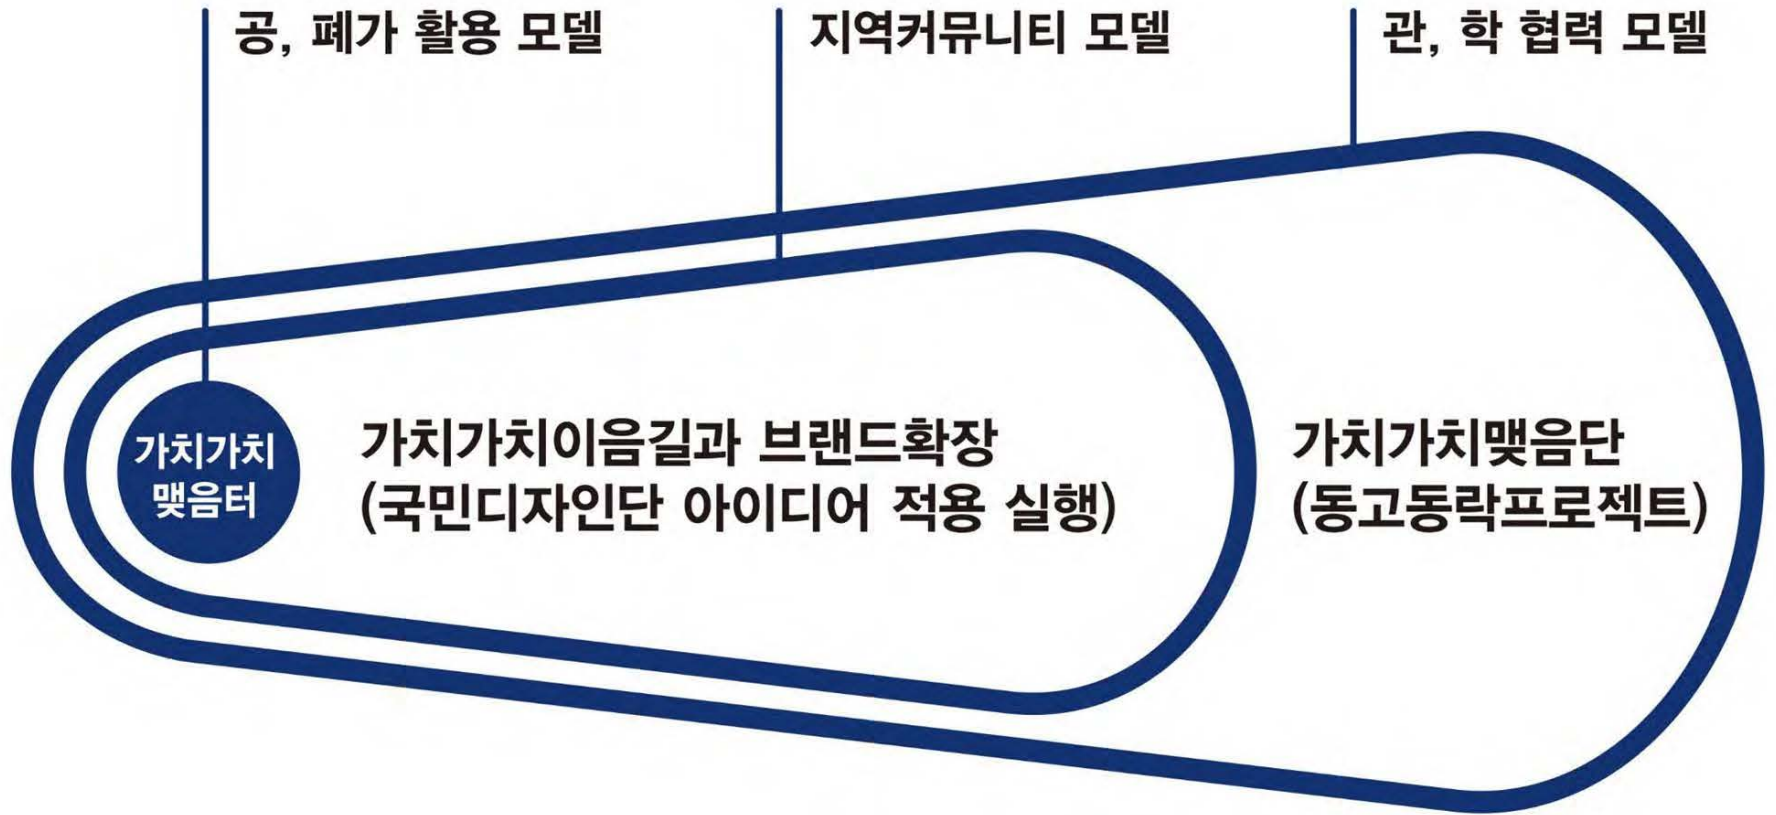 공, 폐가 활용 모델
지역커뮤니티 모델
관, 학 협력 모델
가치가치
맺음터
가치가치이음길과 브랜드확장
(국민디자인단 아이디어 적용 실행)
가치가치맺음단
(동고동락프로젝트)